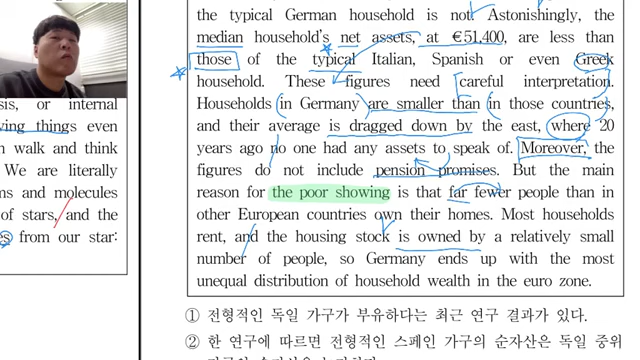 the typical German household is not. Astonishingly, the
median household's net assets, at €51,400, are less than
those of the typical Italian, Spanish or even Greek
household. These figures need careful interpretation.
Households in Germany are smaller than in those countries,
and their average is dragged down by the east, where 20
years ago no one had any assets to speak of. Moreover, the
figures do not include pension promises. But the main
reason for the poor showing is that far fewer people than in
other European countries own their homes. Most households
rent, and the housing stock is owned by a relatively small
number of people, so Germany ends up with the most
unequal distribution of household wealth in the euro zone.
① 전형적인 독일 가구가 부유하다는 최근 연구 결과가 있다.
② 한 연구에 따르면 전형적인 스페인 가구의 순자산은 독일 중위
or internal
things even
walk and think
We are literally
and molecules
of stars, and the
from our star: